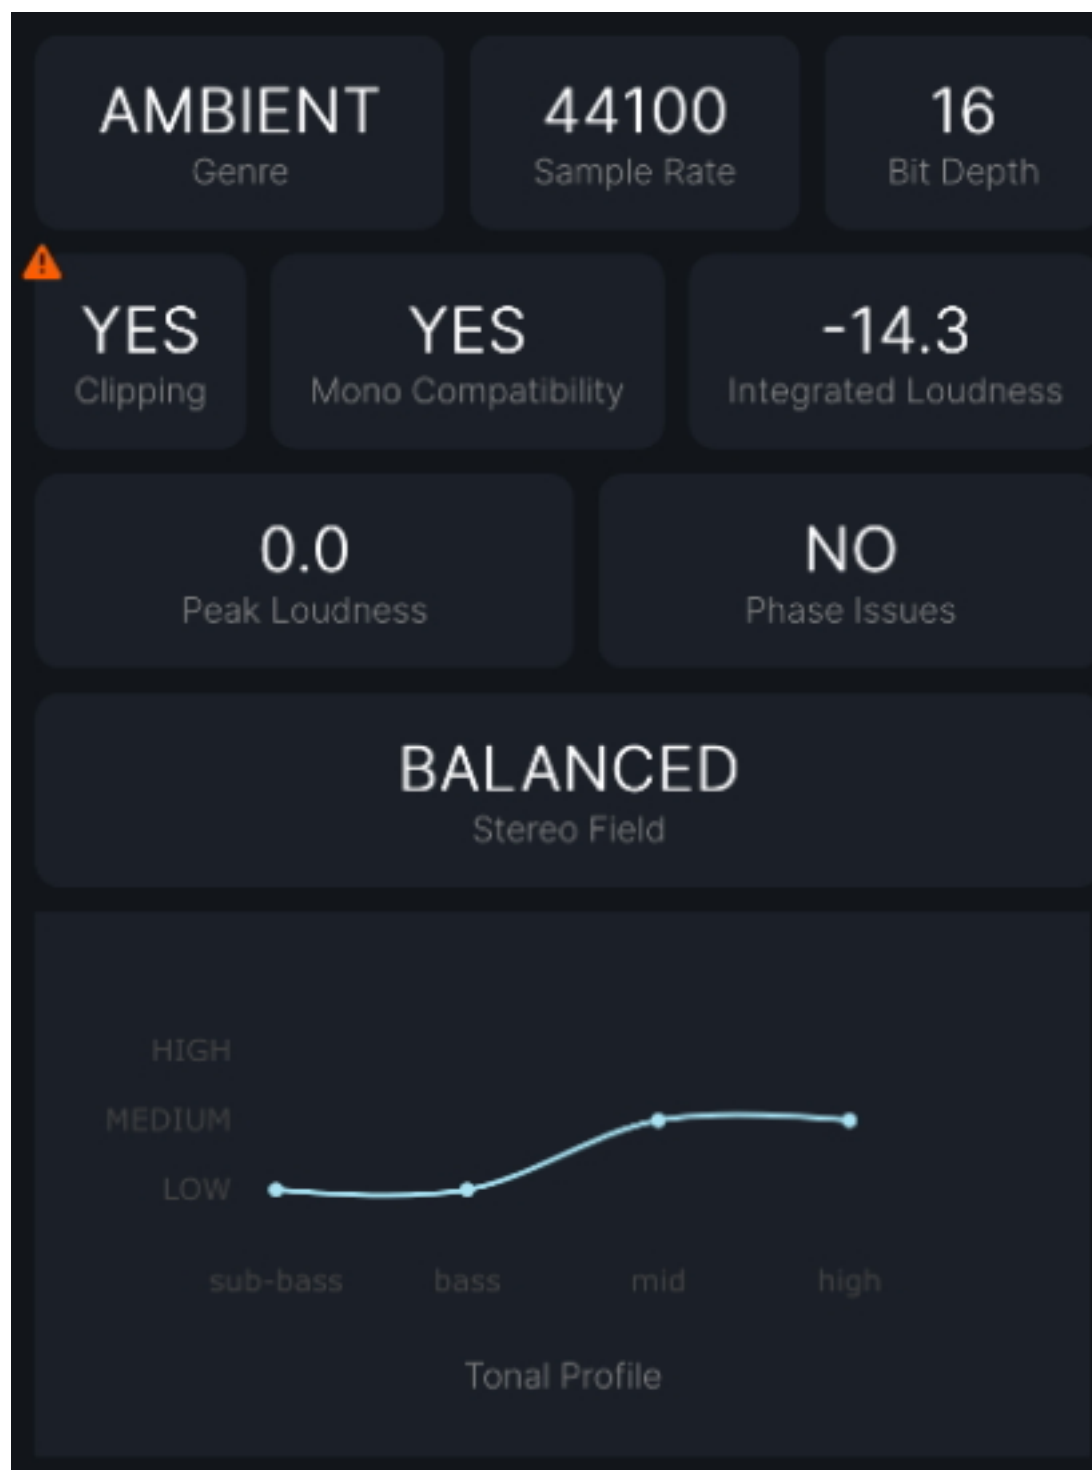 AMBIENT
Genre
44100
Sample Rate
16
Bit Depth
YES
Clipping
YES
Mono Compatibility
-14.3
Integrated Loudness
0.0
Peak Loudness
NO
Phase Issues
BALANCED
Stereo Field
HIGH
MEDIUM
LOW
sub-bass bass mid high
Tonal Profile